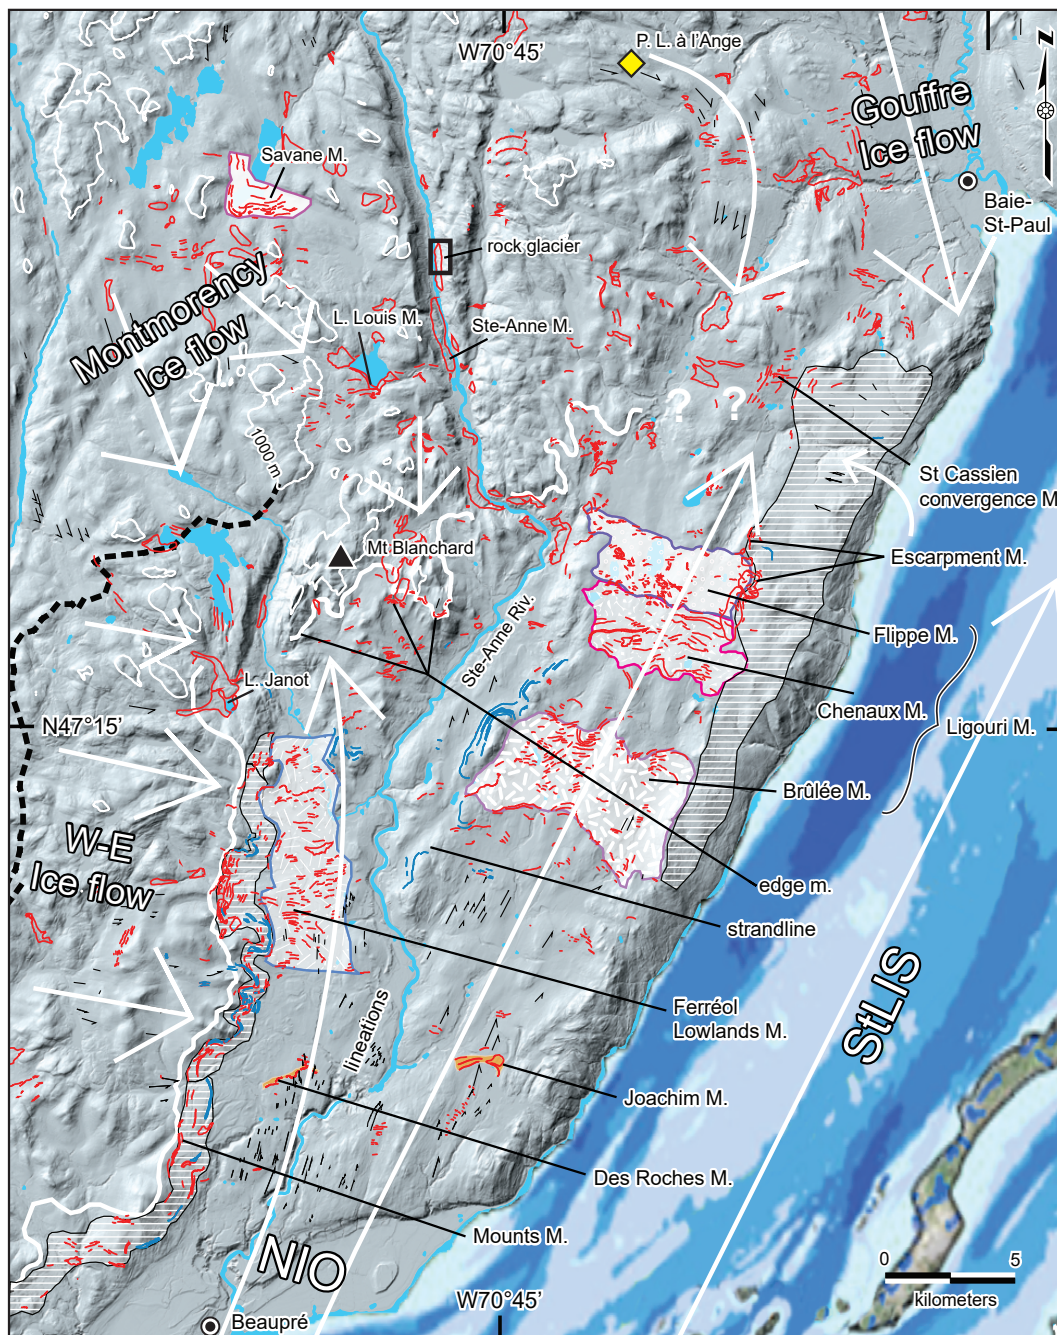 W70°45'
P. L. à l'Ange
Z
Gouffre
Ice flow
Savane M.
Baie-
St-Paul
rock glacier
Montmorency
Ice flow
L. Louis M.
Ste-Anne M.
? ?
1000 m
St Cassien
convergence M.
Mt Blanchard
Escarpment M.
Ste-Anne Riv.
Flippe M.
L. Janot
Chenaux M.
N47°15'
Ligouri M.
Brûlée M.
W-E
Ice flow
edge m.
strandline
Ferréol
Lowlands M.
StLIS
lineations
Joachim M.
Des Roches M.
Mounts M.
NIO
0 5
kilometers
W70°45'
Beaupré